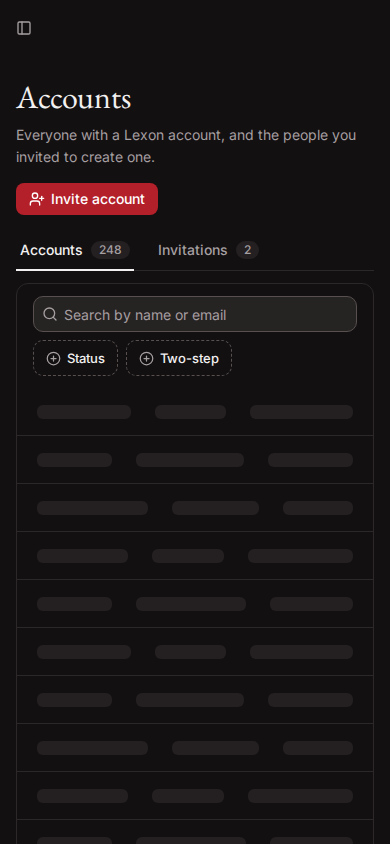 Accounts
Everyone with a Lexon account, and the people you
invited to create one.
Invite account
Accounts 248 Invitations 2
Search by name or email
Status Two-step